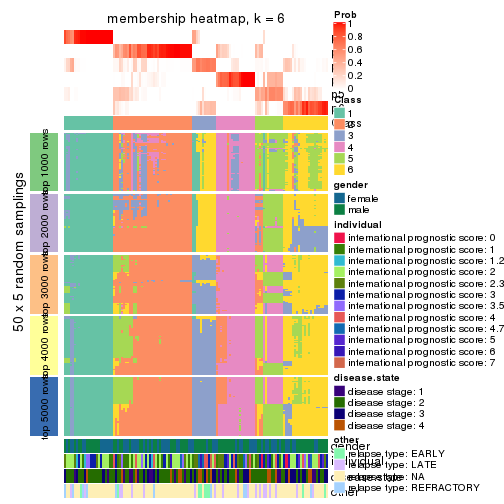 membership heatmap, k = 6
Prob
1
0.8
0.6
0.4
0.2
0
Class
1
2
3
4
5
6
gender
female
male
individual
international prognostic score: 0
international prognostic score: 1
international prognostic score: 1.2
international prognostic score: 2
international prognostic score: 2.3
international prognostic score: 3
international prognostic score: 3.5
international prognostic score: 4
international prognostic score: 4.7
international prognostic score: 5
international prognostic score: 6
international prognostic score: 7
disease.state
disease stage: 1
disease stage: 2
disease stage: 3
disease stage: 4
other
relapse type: EARLY
relapse type: LATE
relapse type: NA
relapse type: REFRACTORY
50 x 5 random samplings
top 1000 rows
top 2000 rows
top 3000 rows
top 4000 rows
top 5000 rows
gender
individual
disease.state
other